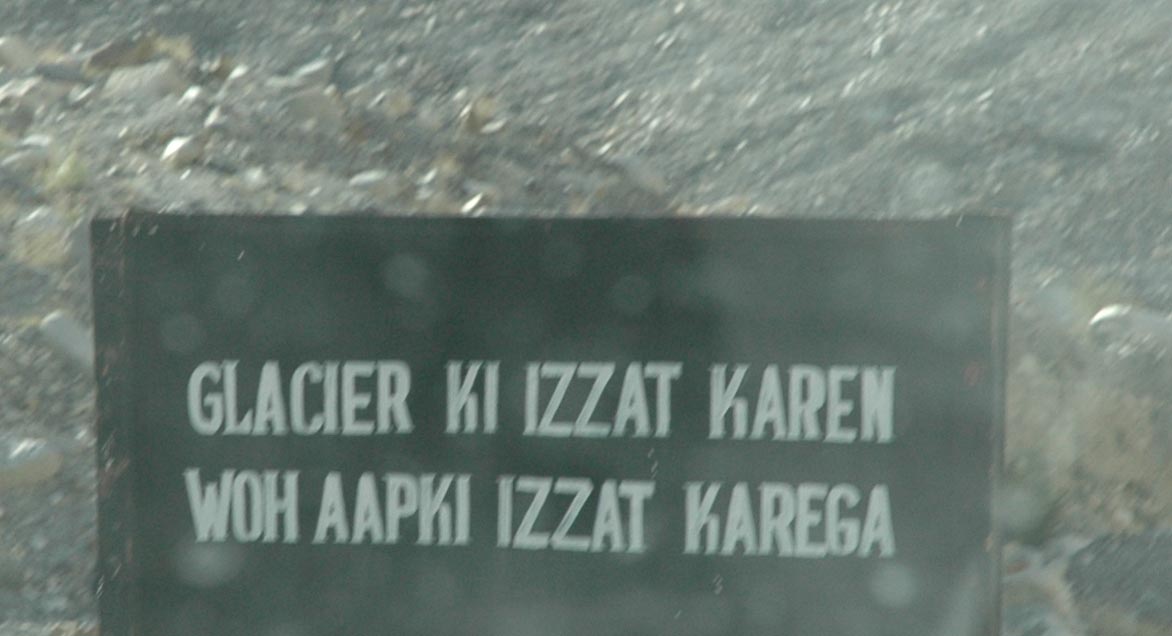 GLACIER KI IZZAT KAREN
WOH AAPKI IZZAT KAREGA